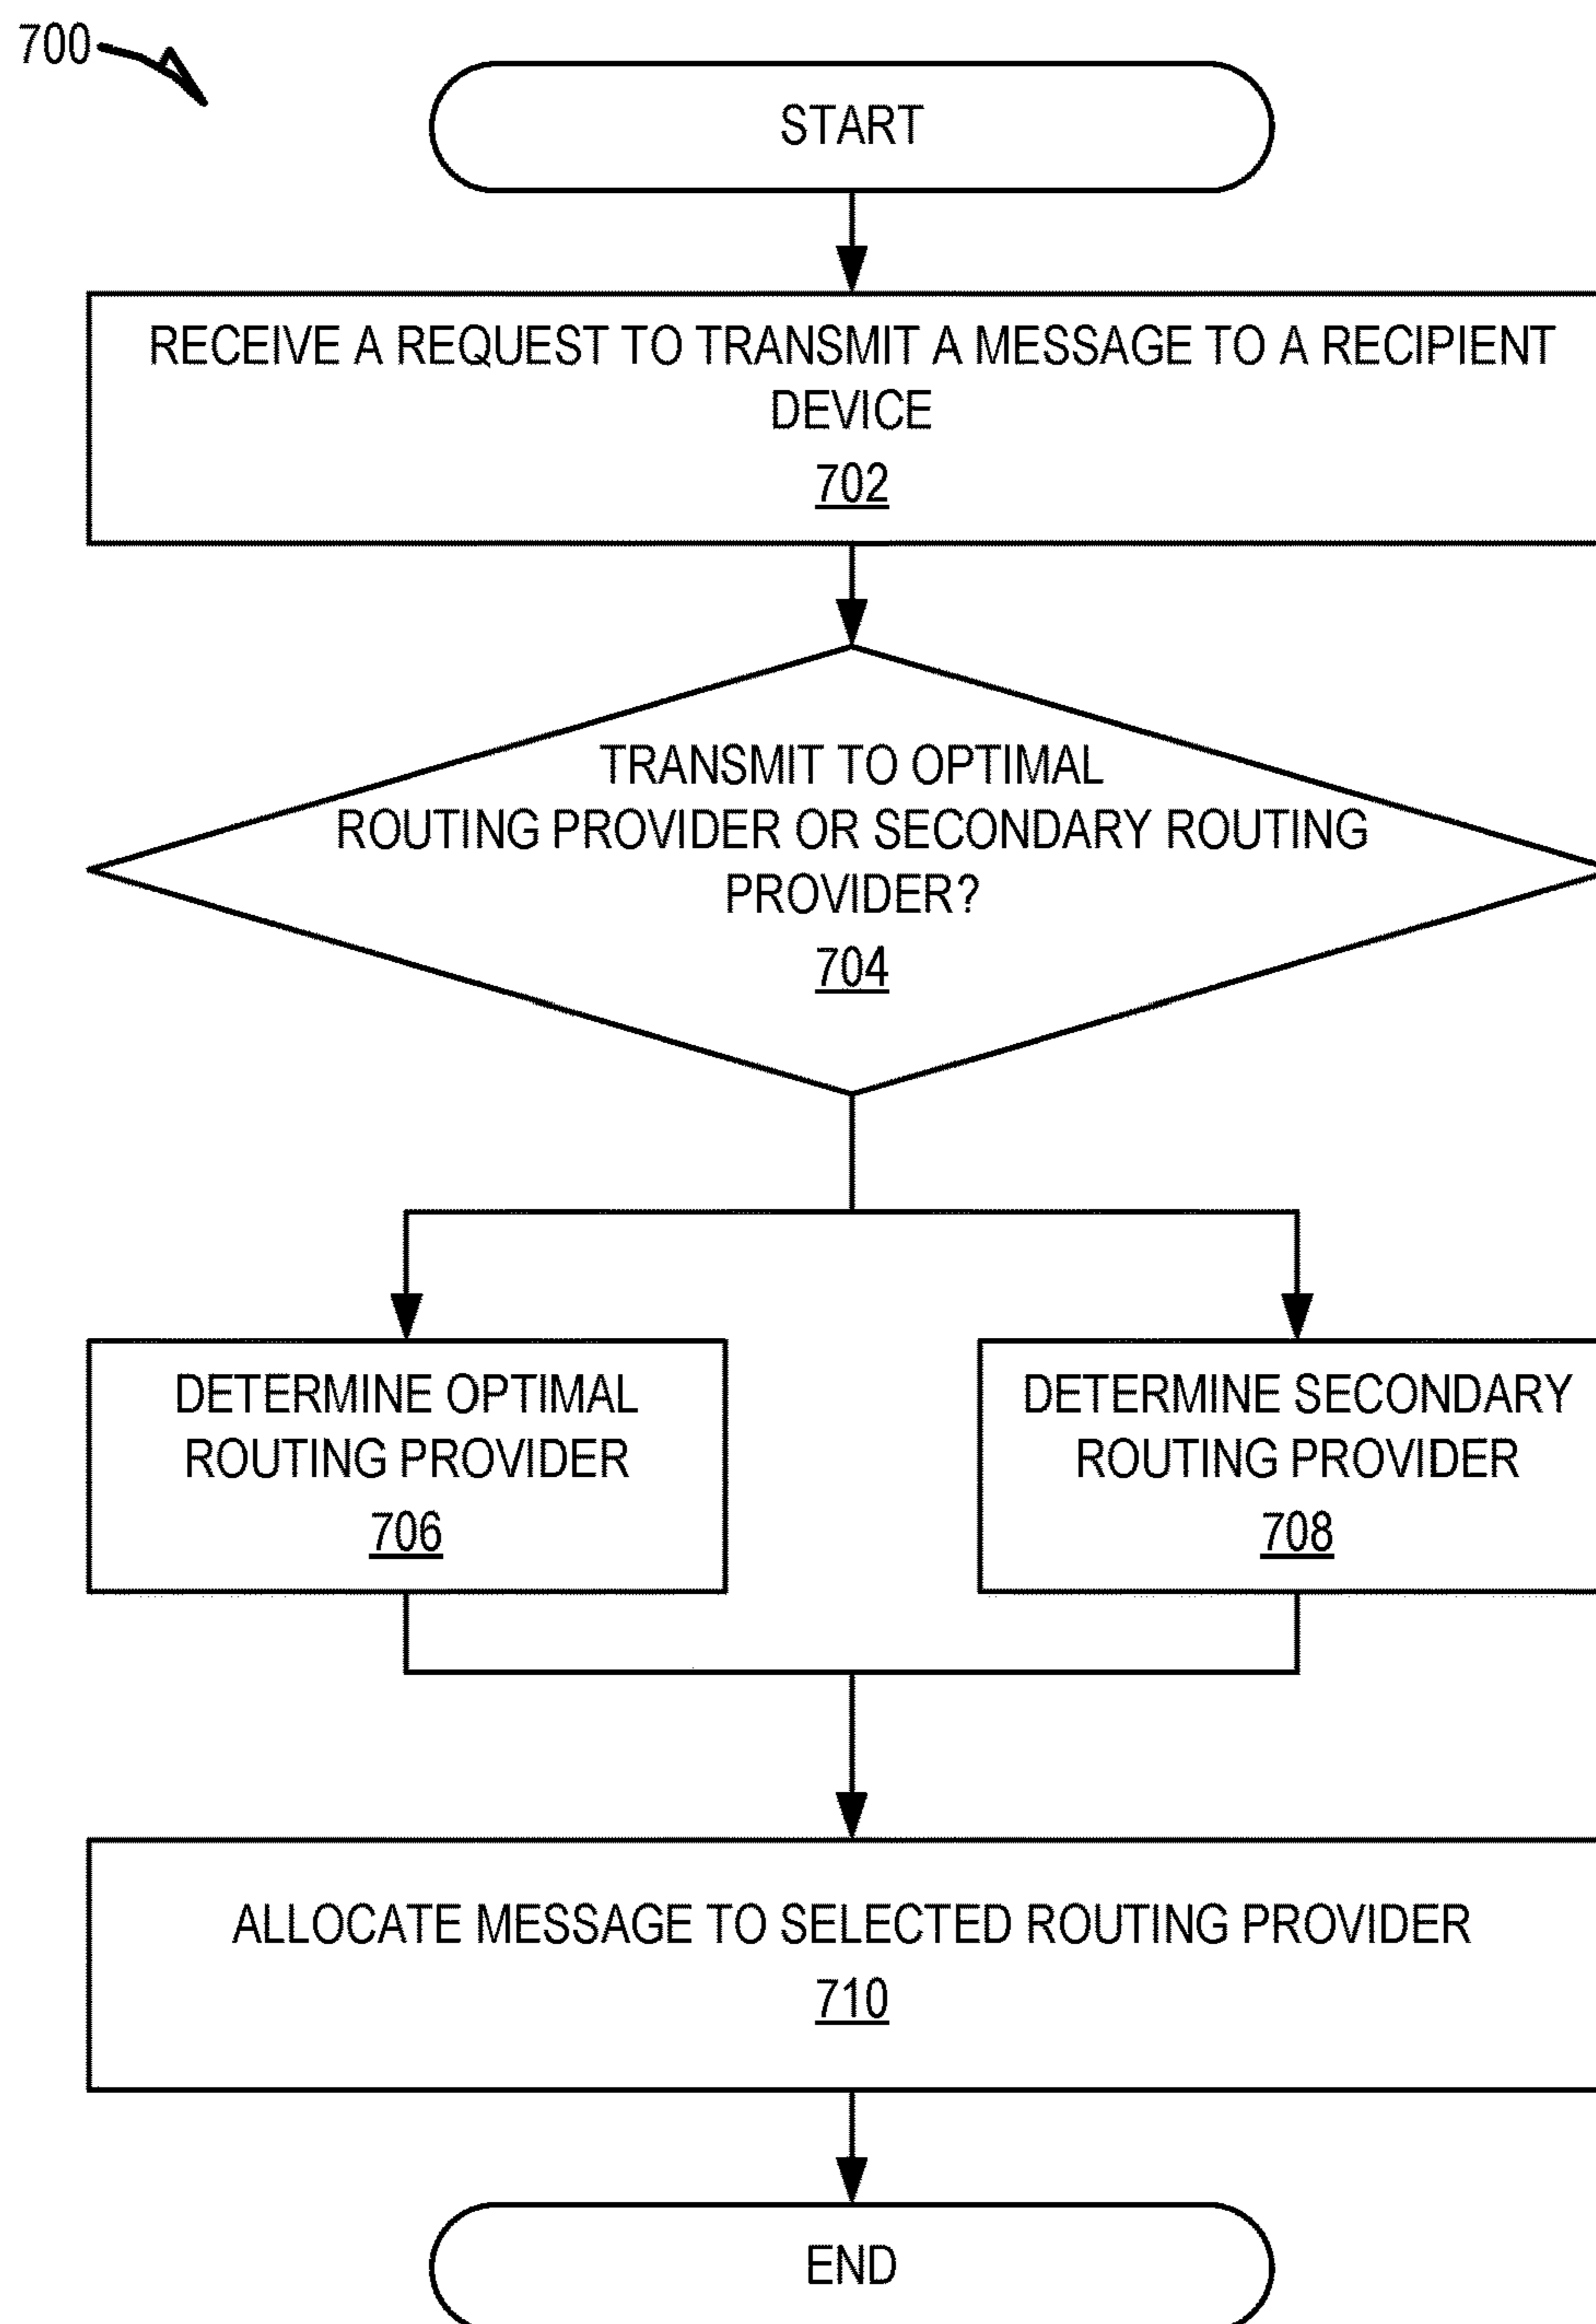 700
START
RECEIVE A REQUEST TO TRANSMIT A MESSAGE TO A RECIPIENT
DEVICE
702
TRANSMIT TO OPTIMAL
ROUTING PROVIDER OR SECONDARY ROUTING
PROVIDER?
704
DETERMINE OPTIMAL
ROUTING PROVIDER
706
DETERMINE SECONDARY
ROUTING PROVIDER
708
ALLOCATE MESSAGE TO SELECTED ROUTING PROVIDER
710
END